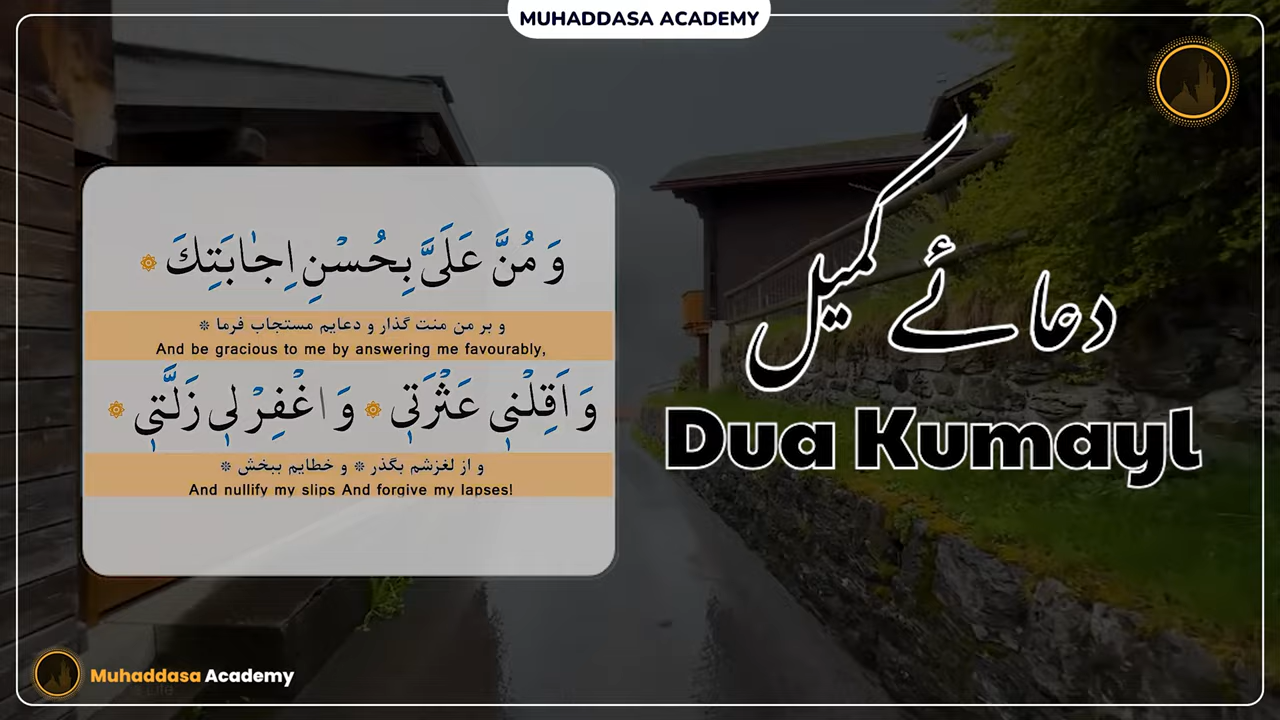 MUHADDASA ACADEMY
وَ مُنَّ عَلَىَّ بِحُسْنِ اِجٰابَتِكَ ۞
و بر من منت گذار و دعایم مستجاب فرما ❊
And be gracious to me by answering me favourably,
وَ اَقِلْنٖى عَثْرَتٖى ۞ وَ اغْفِرْ لٖى زَلَّتٖى ۞
و از لغزشم بگذر ❊ و خطایم ببخش ❊
And nullify my slips And forgive my lapses!
دعائے کمیل
Dua Kumayl
Muhaddasa Academy